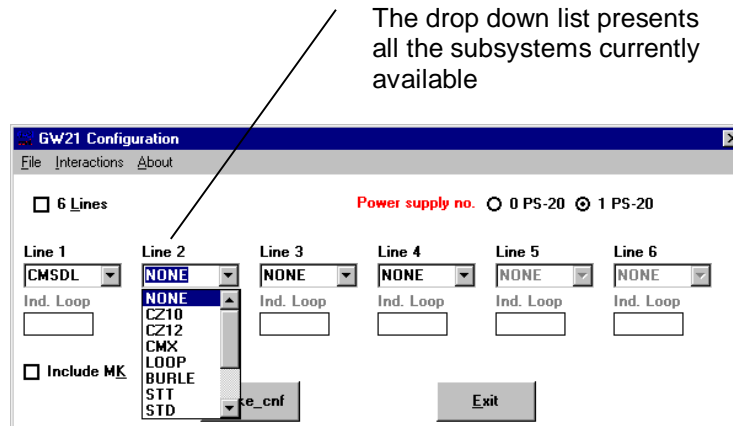 The drop down list presents
all the subsystems currently
available
GW21 Configuration
File Interactions About
6 Lines
Power supply no. 0 PS-20 1 PS-20
Line 1 Line 2 Line 3 Line 4 Line 5 Line 6
CMSDL NONE NONE NONE NONE NONE
Ind. Loop Ind. Loop Ind. Loop Ind. Loop Ind. Loop
NONE
CZ10
CZ12
CMX
LOOP
BURLE
STT
STD
Include MK
ke_cnf
Exit